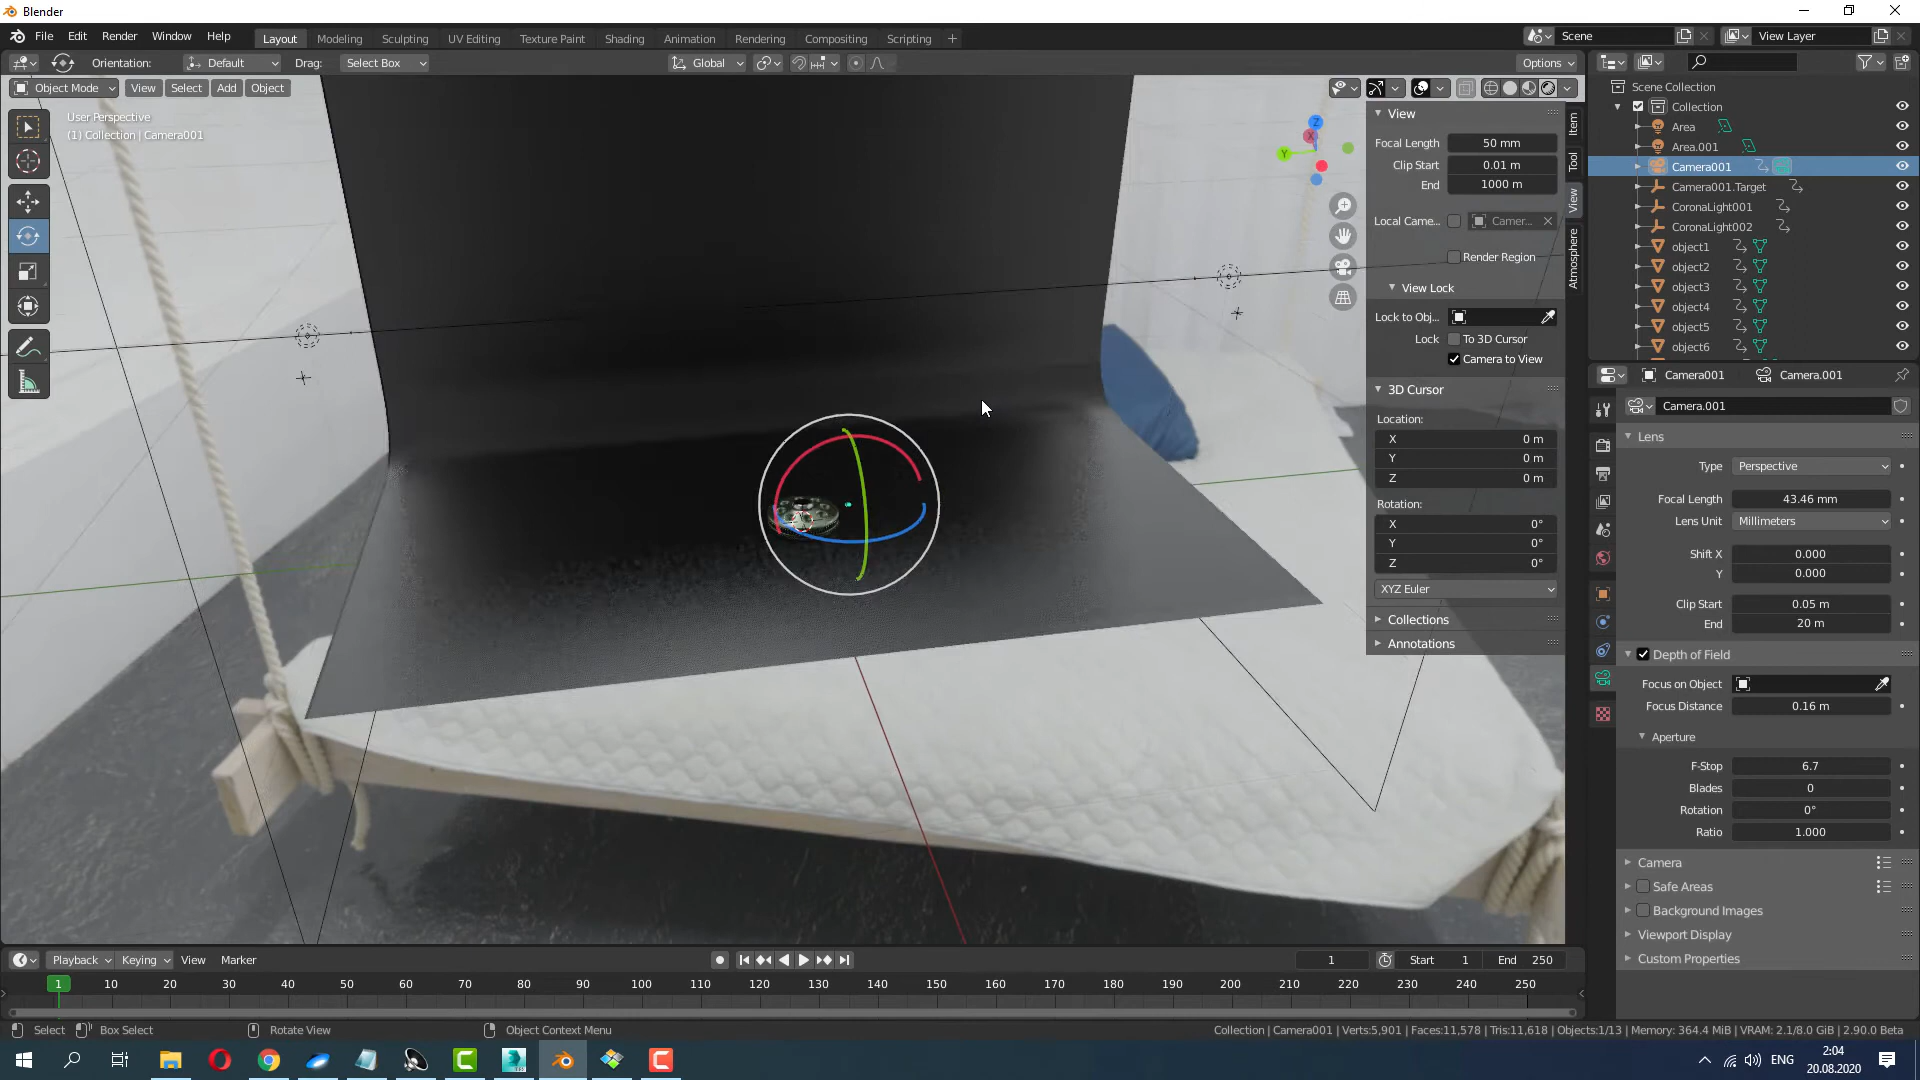 Blender
File Edit Render Window Help
Layout Modeling Sculpting UV Editing Texture Paint Shading Animation Rendering Compositing Scripting +
Scene
View Layer
Orientation: Default Drag: Select Box
Global
Options
Object Mode View Select Add Object
User Perspective
(1) Collection | Camera001
Z
X
Y
View
Focal Length 50 mm
Clip Start 0.01 m
End 1000 m
Local Came... Camer...
Render Region
View Lock
Lock to Obj...
Lock To 3D Cursor
Camera to View
3D Cursor
Location:
X 0 m
Y 0 m
Z 0 m
Rotation:
X 0°
Y 0°
Z 0°
XYZ Euler
Collections
Annotations
Item
Tool
View
Atmosphere
Scene Collection
Collection
Area
Area.001
Camera001
Camera001.Target
CoronaLight001
CoronaLight002
object1
object2
object3
object4
object5
object6
Camera001 Camera.001
Camera.001
Lens
Type Perspective
Focal Length 43.46 mm
Lens Unit Millimeters
Shift X 0.000
Y 0.000
Clip Start 0.05 m
End 20 m
Depth of Field
Focus on Object
Focus Distance 0.16 m
Aperture
F-Stop 6.7
Blades 0
Rotation 0°
Ratio 1.000
Camera
Safe Areas
Background Images
Viewport Display
Custom Properties
Playback Keying View Marker
1 Start 1 End 250
1 10 20 30 40 50 60 70 80 90 100 110 120 130 140 150 160 170 180 190 200 210 220 230 240 250
Select Box Select Rotate View Object Context Menu
Collection | Camera001 | Verts:5,901 | Faces:11,578 | Tris:11,618 | Objects:1/13 | Memory: 364.4 MiB | VRAM: 2.1/8.0 GiB | 2.90.0 Beta
ENG
2:04
20.08.2020